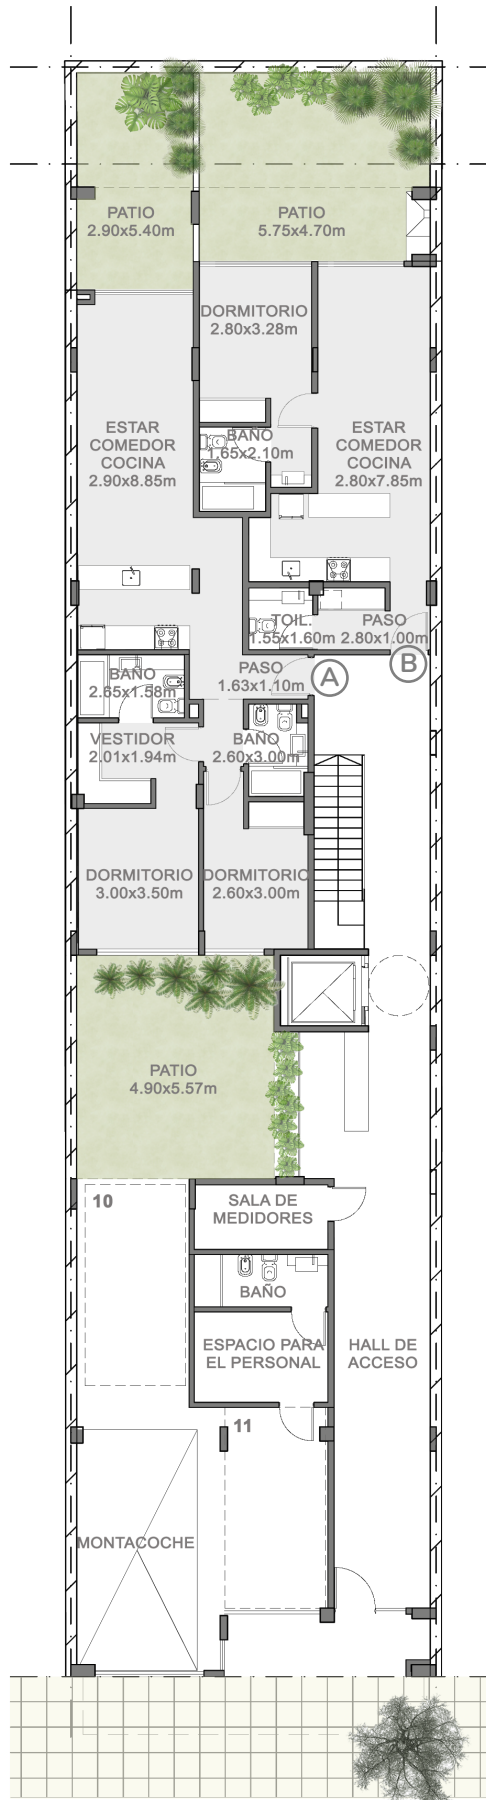 PATIO
2.90x5.40m
PATIO
5.75x4.70m
DORMITORIO
2.80x3.28m
ESTAR
COMEDOR
COCINA
2.90x8.85m
BAÑO
1.65x2.10m
ESTAR
COMEDOR
COCINA
2.80x7.85m
TOIL.
1.55x1.60m
PASO
2.80x1.00m
B
PASO
1.63x1.10m
A
BAÑO
2.65x1.58m
VESTIDOR
2.01x1.94m
BAÑO
2.60x3.00m
DORMITORIO
3.00x3.50m
DORMITORIO
2.60x3.00m
PATIO
4.90x5.57m
10
SALA DE
MEDIDORES
BAÑO
ESPACIO PARA
EL PERSONAL
HALL DE
ACCESO
11
MONTACOCHE